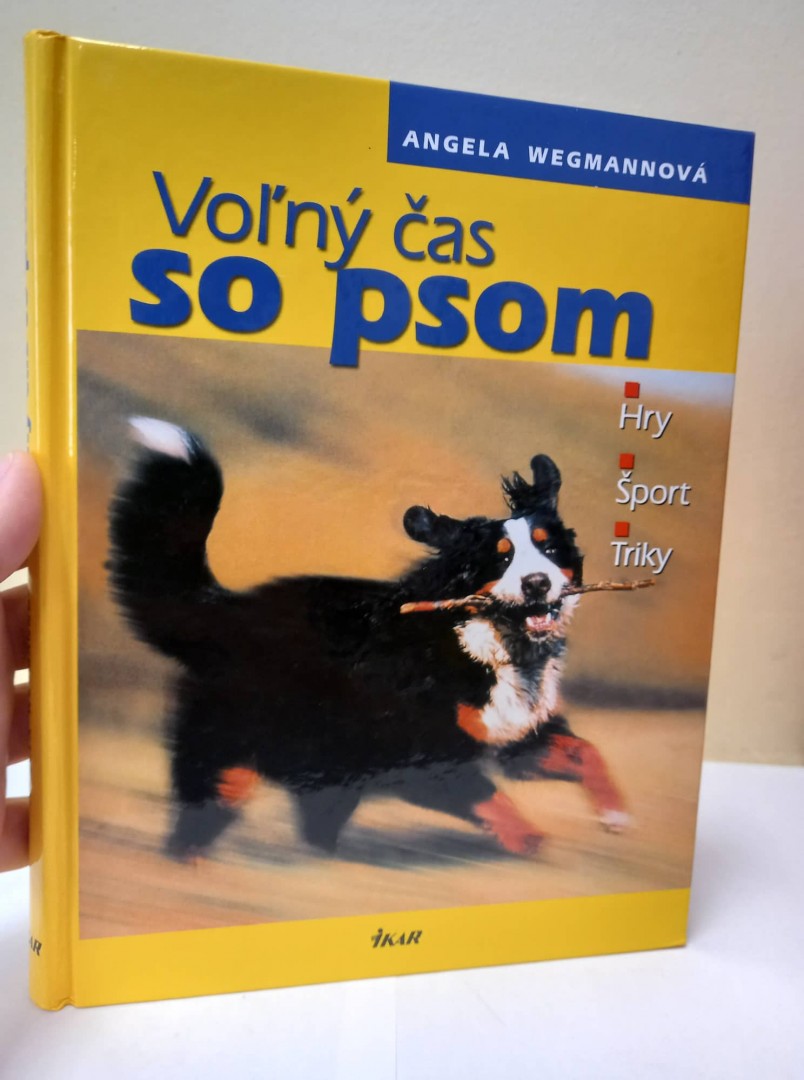 ANGELA WEGMANNOVÁ
Voľný čas
so psom
Hry
Šport
Triky
IKAR